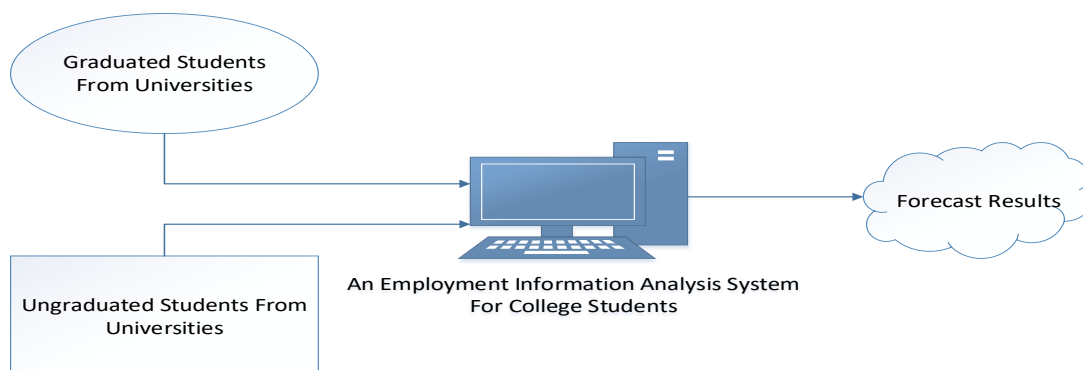 Graduated Students
From Universities
Forecast Results
An Employment Information Analysis System
For College Students
Ungraduated Students From
Universities